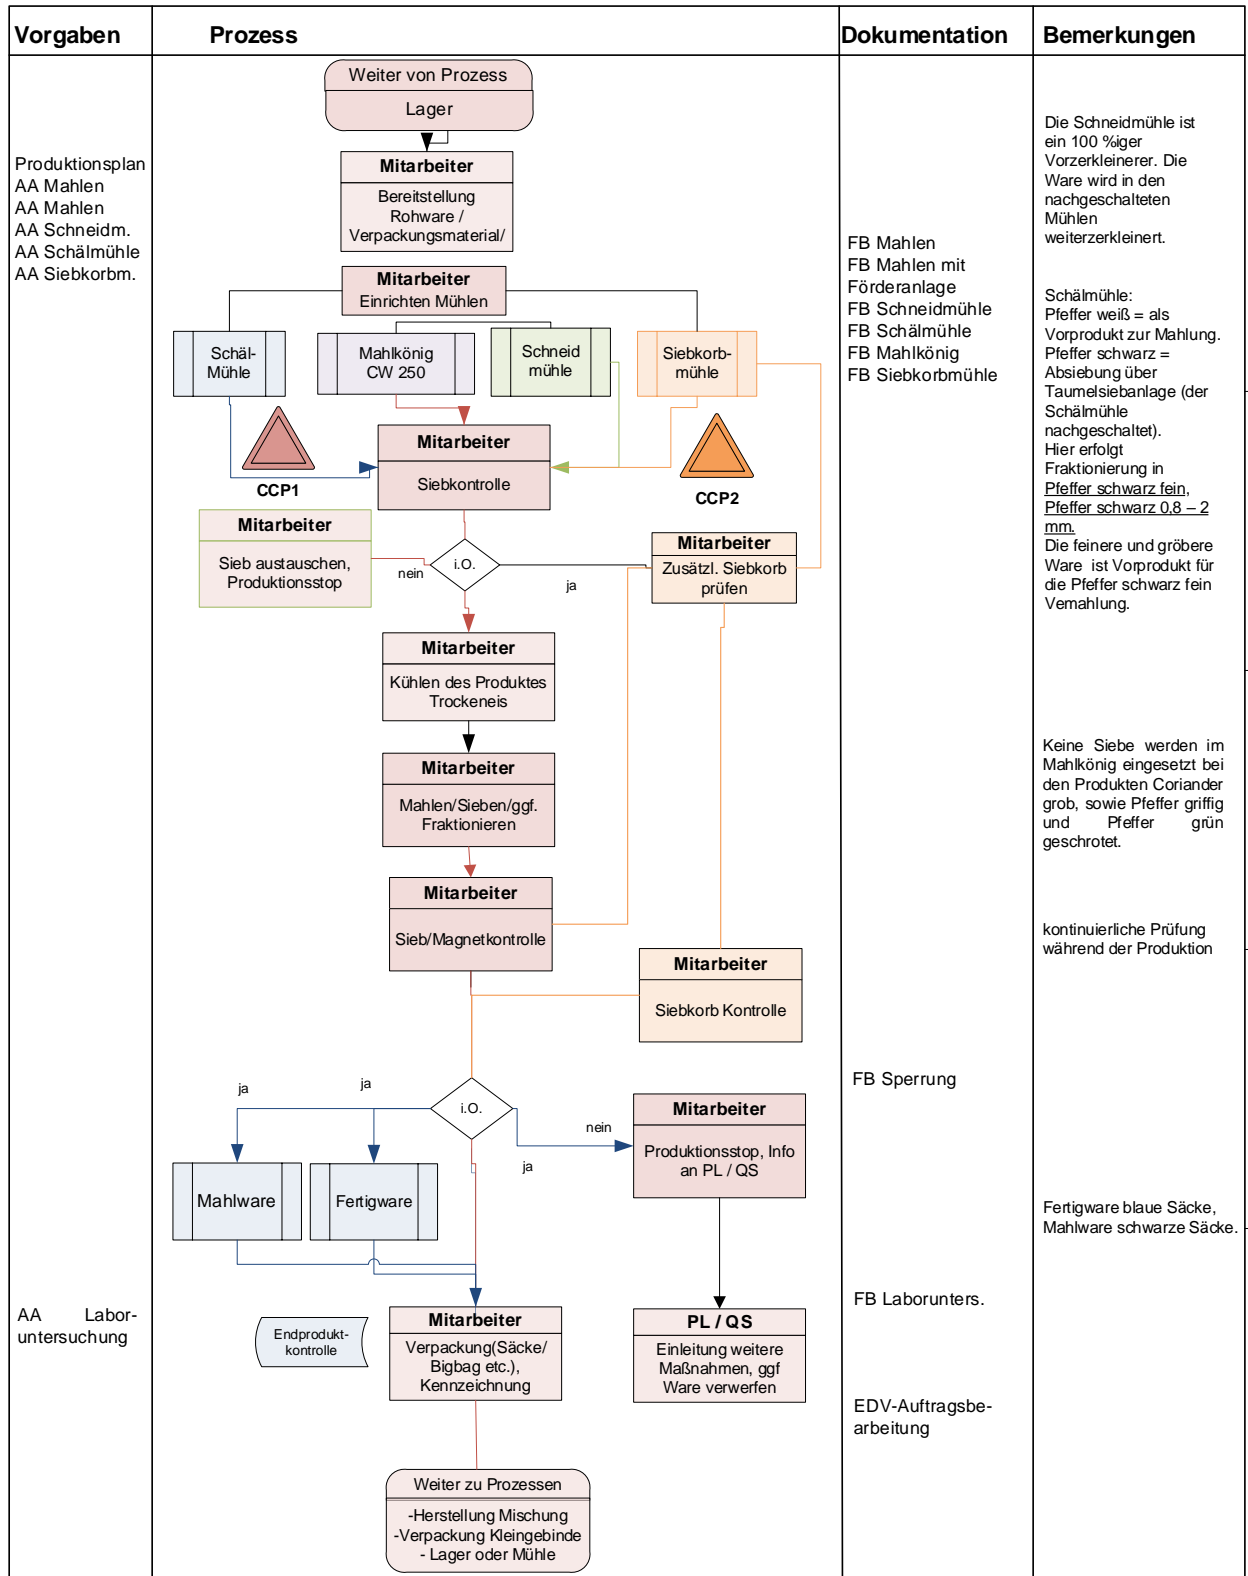 Vorgaben
Prozess
Dokumentation
Bemerkungen
Produktionsplan
AA Mahlen
AA Mahlen
AA Schneidm.
AA Schälmühle
AA Siebkorbm.
AA Labor-
untersuchung
Weiter von Prozess
Lager
Mitarbeiter
Bereitstellung
Rohware /
Verpackungsmaterial/
Mitarbeiter
Einrichten Mühlen
Schäl-
Mühle
Mahlkönig
CW 250
Schneid
mühle
Siebkorb-
mühle
CCP1
Mitarbeiter
Siebkontrolle
CCP2
Mitarbeiter
Sieb austauschen,
Produktionsstop
nein
i.O.
ja
Mitarbeiter
Zusätzl. Siebkorb
prüfen
Mitarbeiter
Kühlen des Produktes
Trockeneis
Mitarbeiter
Mahlen/Sieben/ggf.
Fraktionieren
Mitarbeiter
Sieb/Magnetkontrolle
Mitarbeiter
Siebkorb Kontrolle
ja
ja
i.O.
nein
ja
Mitarbeiter
Produktionsstop, Info
an PL / QS
Mahlware
Fertigware
Endprodukt-
kontrolle
Mitarbeiter
Verpackung(Säcke/
Bigbag etc.),
Kennzeichnung
PL / QS
Einleitung weitere
Maßnahmen, ggf
Ware verwerfen
Weiter zu Prozessen
-Herstellung Mischung
-Verpackung Kleingebinde
- Lager oder Mühle
FB Mahlen
FB Mahlen mit
Förderanlage
FB Schneidmühle
FB Schälmühle
FB Mahlkönig
FB Siebkorbmühle
FB Sperrung
FB Laborunters.
EDV-Auftragsbe-
arbeitung
Die Schneidmühle ist
ein 100 %iger
Vorzerkleinerer. Die
Ware wird in den
nachgeschalteten
Mühlen
weiterzerkleinert.
Schälmühle:
Pfeffer weiß = als
Vorprodukt zur Mahlung.
Pfeffer schwarz =
Absiebung über
Taumelsiebanlage (der
Schälmühle
nachgeschaltet).
Hier erfolgt
Fraktionierung in
Pfeffer schwarz fein,
Pfeffer schwarz 0,8 – 2
mm.
Die feinere und gröbere
Ware ist Vorprodukt für
die Pfeffer schwarz fein
Vemahlung.
Keine Siebe werden im
Mahlkönig eingesetzt bei
den Produkten Coriander
grob, sowie Pfeffer griffig
und Pfeffer grün
geschrotet.
kontinuierliche Prüfung
während der Produktion
Fertigware blaue Säcke,
Mahlware schwarze Säcke.